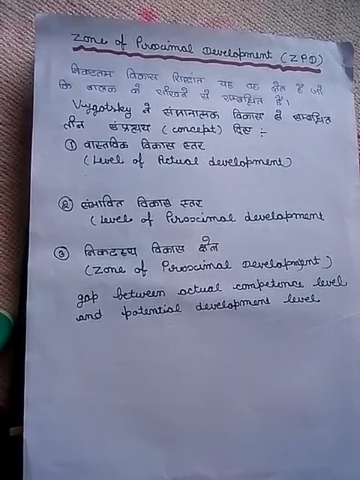 Zone of Proximal Development (ZPD)
निकटतम विकास सिद्धांत यह वह क्षेत्र है जो
कि बालक के सीखने से सम्बंधित है।
Vygotsky ने संज्ञानात्मक विकास से सम्बंधित
तीन संप्रत्यय (concept) दिए :-
① वास्तविक विकास स्तर
(Level of Actual development)
② संभावित विकास स्तर
(Level of Proximal development
③ निकटस्थ विकास क्षेत्र
(Zone of Proximal Development)
gap between actual competence level
and potential development level